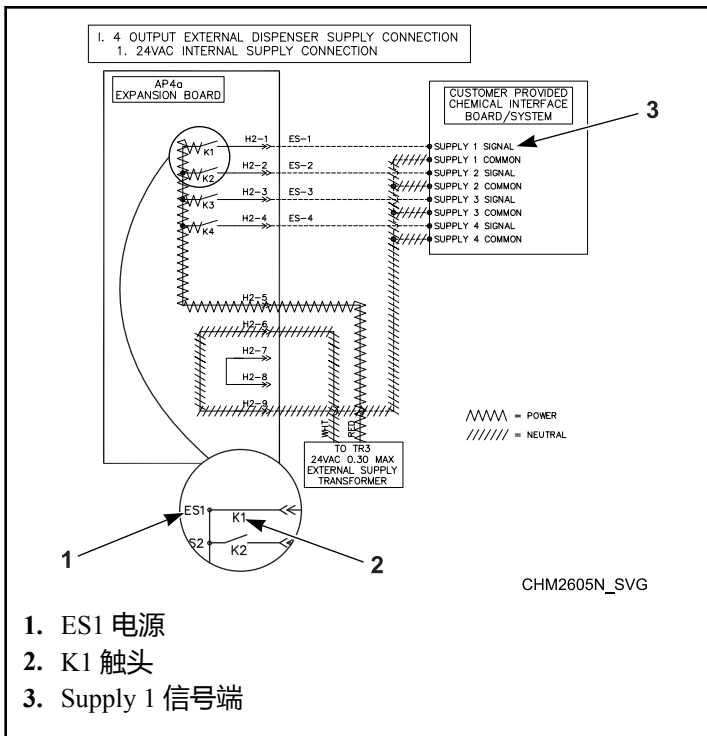 I. 4 OUTPUT EXTERNAL DISPENSER SUPPLY CONNECTION
1. 24VAC INTERNAL SUPPLY CONNECTION
AP4a
EXPANSION BOARD
CUSTOMER PROVIDED
CHEMICAL INTERFACE
BOARD/SYSTEM
3
K1 H2-1 ES-1 SUPPLY 1 SIGNAL
SUPPLY 1 COMMON
K2 H2-2 ES-2 SUPPLY 2 SIGNAL
SUPPLY 2 COMMON
K3 H2-3 ES-3 SUPPLY 3 SIGNAL
SUPPLY 3 COMMON
K4 H2-4 ES-4 SUPPLY 4 SIGNAL
SUPPLY 4 COMMON
H2-5
H2-6
H2-7
H2-8
H2-9
= POWER
= NEUTRAL
WHT RED
TO TR3
24VAC 0.30 MAX
EXTERNAL SUPPLY
TRANSFORMER
ES1 K1
S2 K2
1
2
CHM2605N_SVG
1. ES1 电源
2. K1 触头
3. Supply 1 信号端